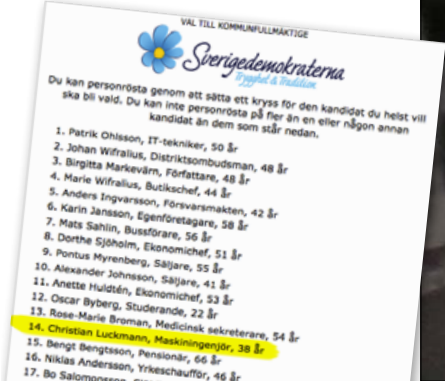 VAL TILL KOMMUNFULLMÄKTIGE
Sverigedemokraterna
Trygghet & Tradition
Du kan personrösta genom att sätta ett kryss för den kandidat du helst vill
ska bli vald. Du kan inte personrösta på fler än en eller någon annan
kandidat än dem som står nedan.
1. Patrik Ohlsson, IT-tekniker, 50 år
2. Johan Wifralius, Distriktsombudsman, 48 år
3. Birgitta Markevärn, Författare, 48 år
4. Marie Wifralius, Butikschef, 44 år
5. Anders Ingvarsson, Försvarsmakten, 42 år
6. Karin Jansson, Egenföretagare, 58 år
7. Mats Sahlin, Bussförare, 56 år
8. Dorthe Sjöholm, Ekonomichef, 51 år
9. Pontus Myrenberg, Säljare, 55 år
10. Alexander Johnsson, Säljare, 41 år
11. Anette Huldtén, Ekonomichef, 53 år
12. Oscar Byberg, Studerande, 22 år
13. Rose-Marie Broman, Medicinsk sekreterare, 54 år
14. Christian Luckmann, Maskiningenjör, 38 år
15. Bengt Bengtsson, Pensionär, 66 år
16. Niklas Andersson, Yrkeschaufför, 46 år
17. Bo Salomonsson,